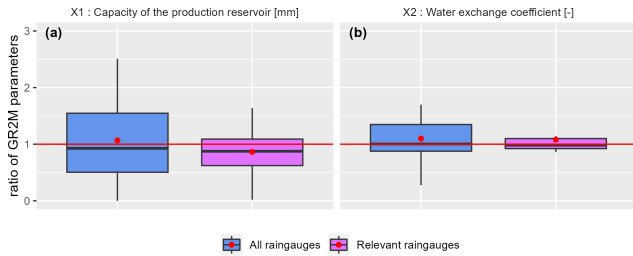 X1 : Capacity of the production reservoir [mm]
X2 : Water exchange coefficient [-]
(a)
(b)
ratio of GR2M parameters
3
2
1
0
All raingauges
Relevant raingauges